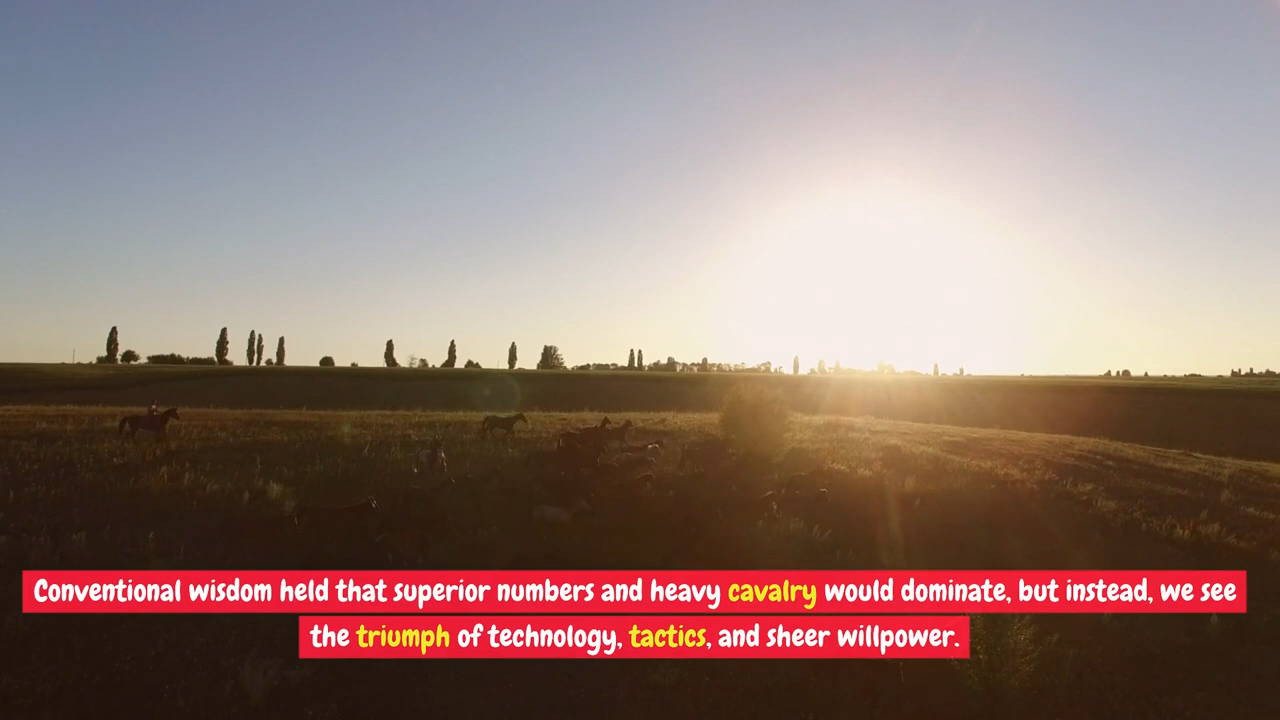 Conventional wisdom held that superior numbers and heavy cavalry would dominate, but instead, we see
the triumph of technology, tactics, and sheer willpower.